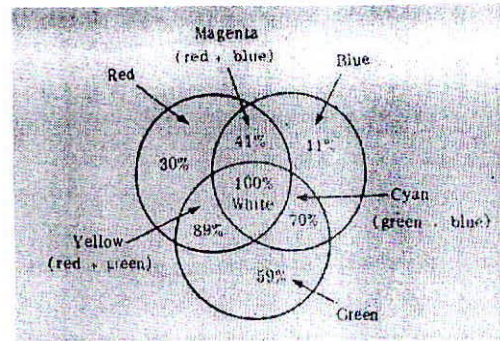 Magenta
(red + blue)
Blue
Red
41%
11%
30%
100%
White
Cyan
(green + blue)
70%
89%
Yellow
(red + green)
59%
Green